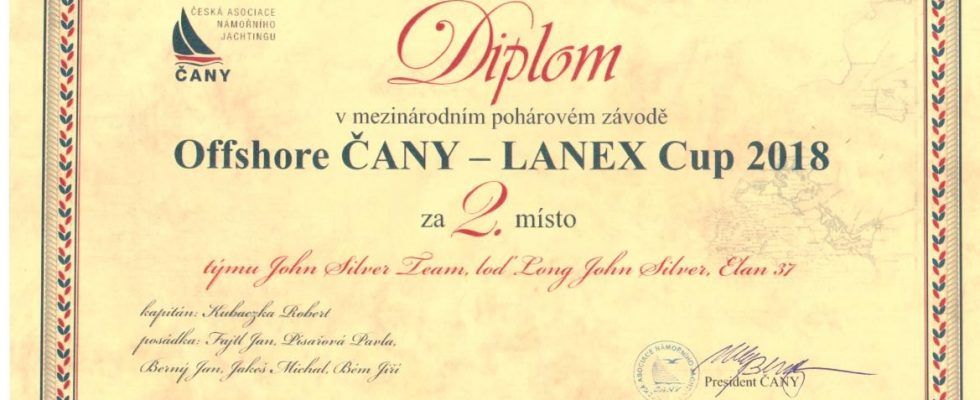 ČESKÁ ASOCIACE
NÁMOŘNÍHO
JACHTINGU
ČANY
Diplom
v mezinárodním pohárovém závodě
Offshore ČANY – LANEX Cup 2018
za 2. místo
týmu John Silver Team, loď Long John Silver, Elan 37
kapitán: Kubaczka Robert
posádka: Fajtl Jan, Písařová Pavla,
Berný Jan, Jakeš Michal, Bém Jiří
President ČANY
ČANY